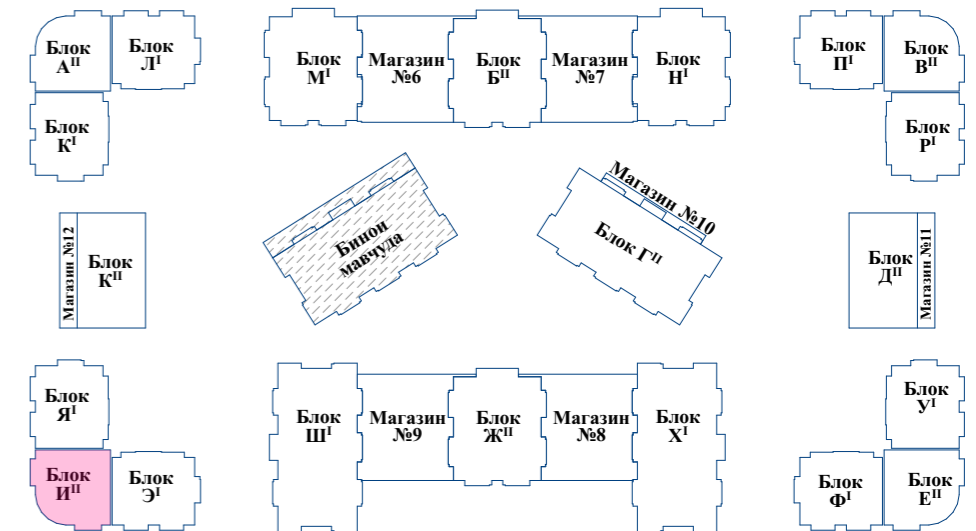 Блок
Aᴵᴵ
Блок
Лᴵ
Блок
Мᴵ
Магазин
№6
Блок
Бᴵᴵ
Магазин
№7
Блок
Нᴵ
Блок
Пᴵ
Блок
Вᴵᴵ
Блок
Кᴵ
Блок
Рᴵ
Магазин №12
Блок
Кᴵᴵ
Бинои
мавчуда
Магазин №10
Блок Гᴵᴵ
Блок
Дᴵᴵ
Магазин №11
Блок
Яᴵ
Блок
Шᴵ
Магазин
№9
Блок
Жᴵᴵ
Магазин
№8
Блок
Хᴵ
Блок
Уᴵ
Блок
Иᴵᴵ
Блок
Эᴵ
Блок
Фᴵ
Блок
Еᴵᴵ